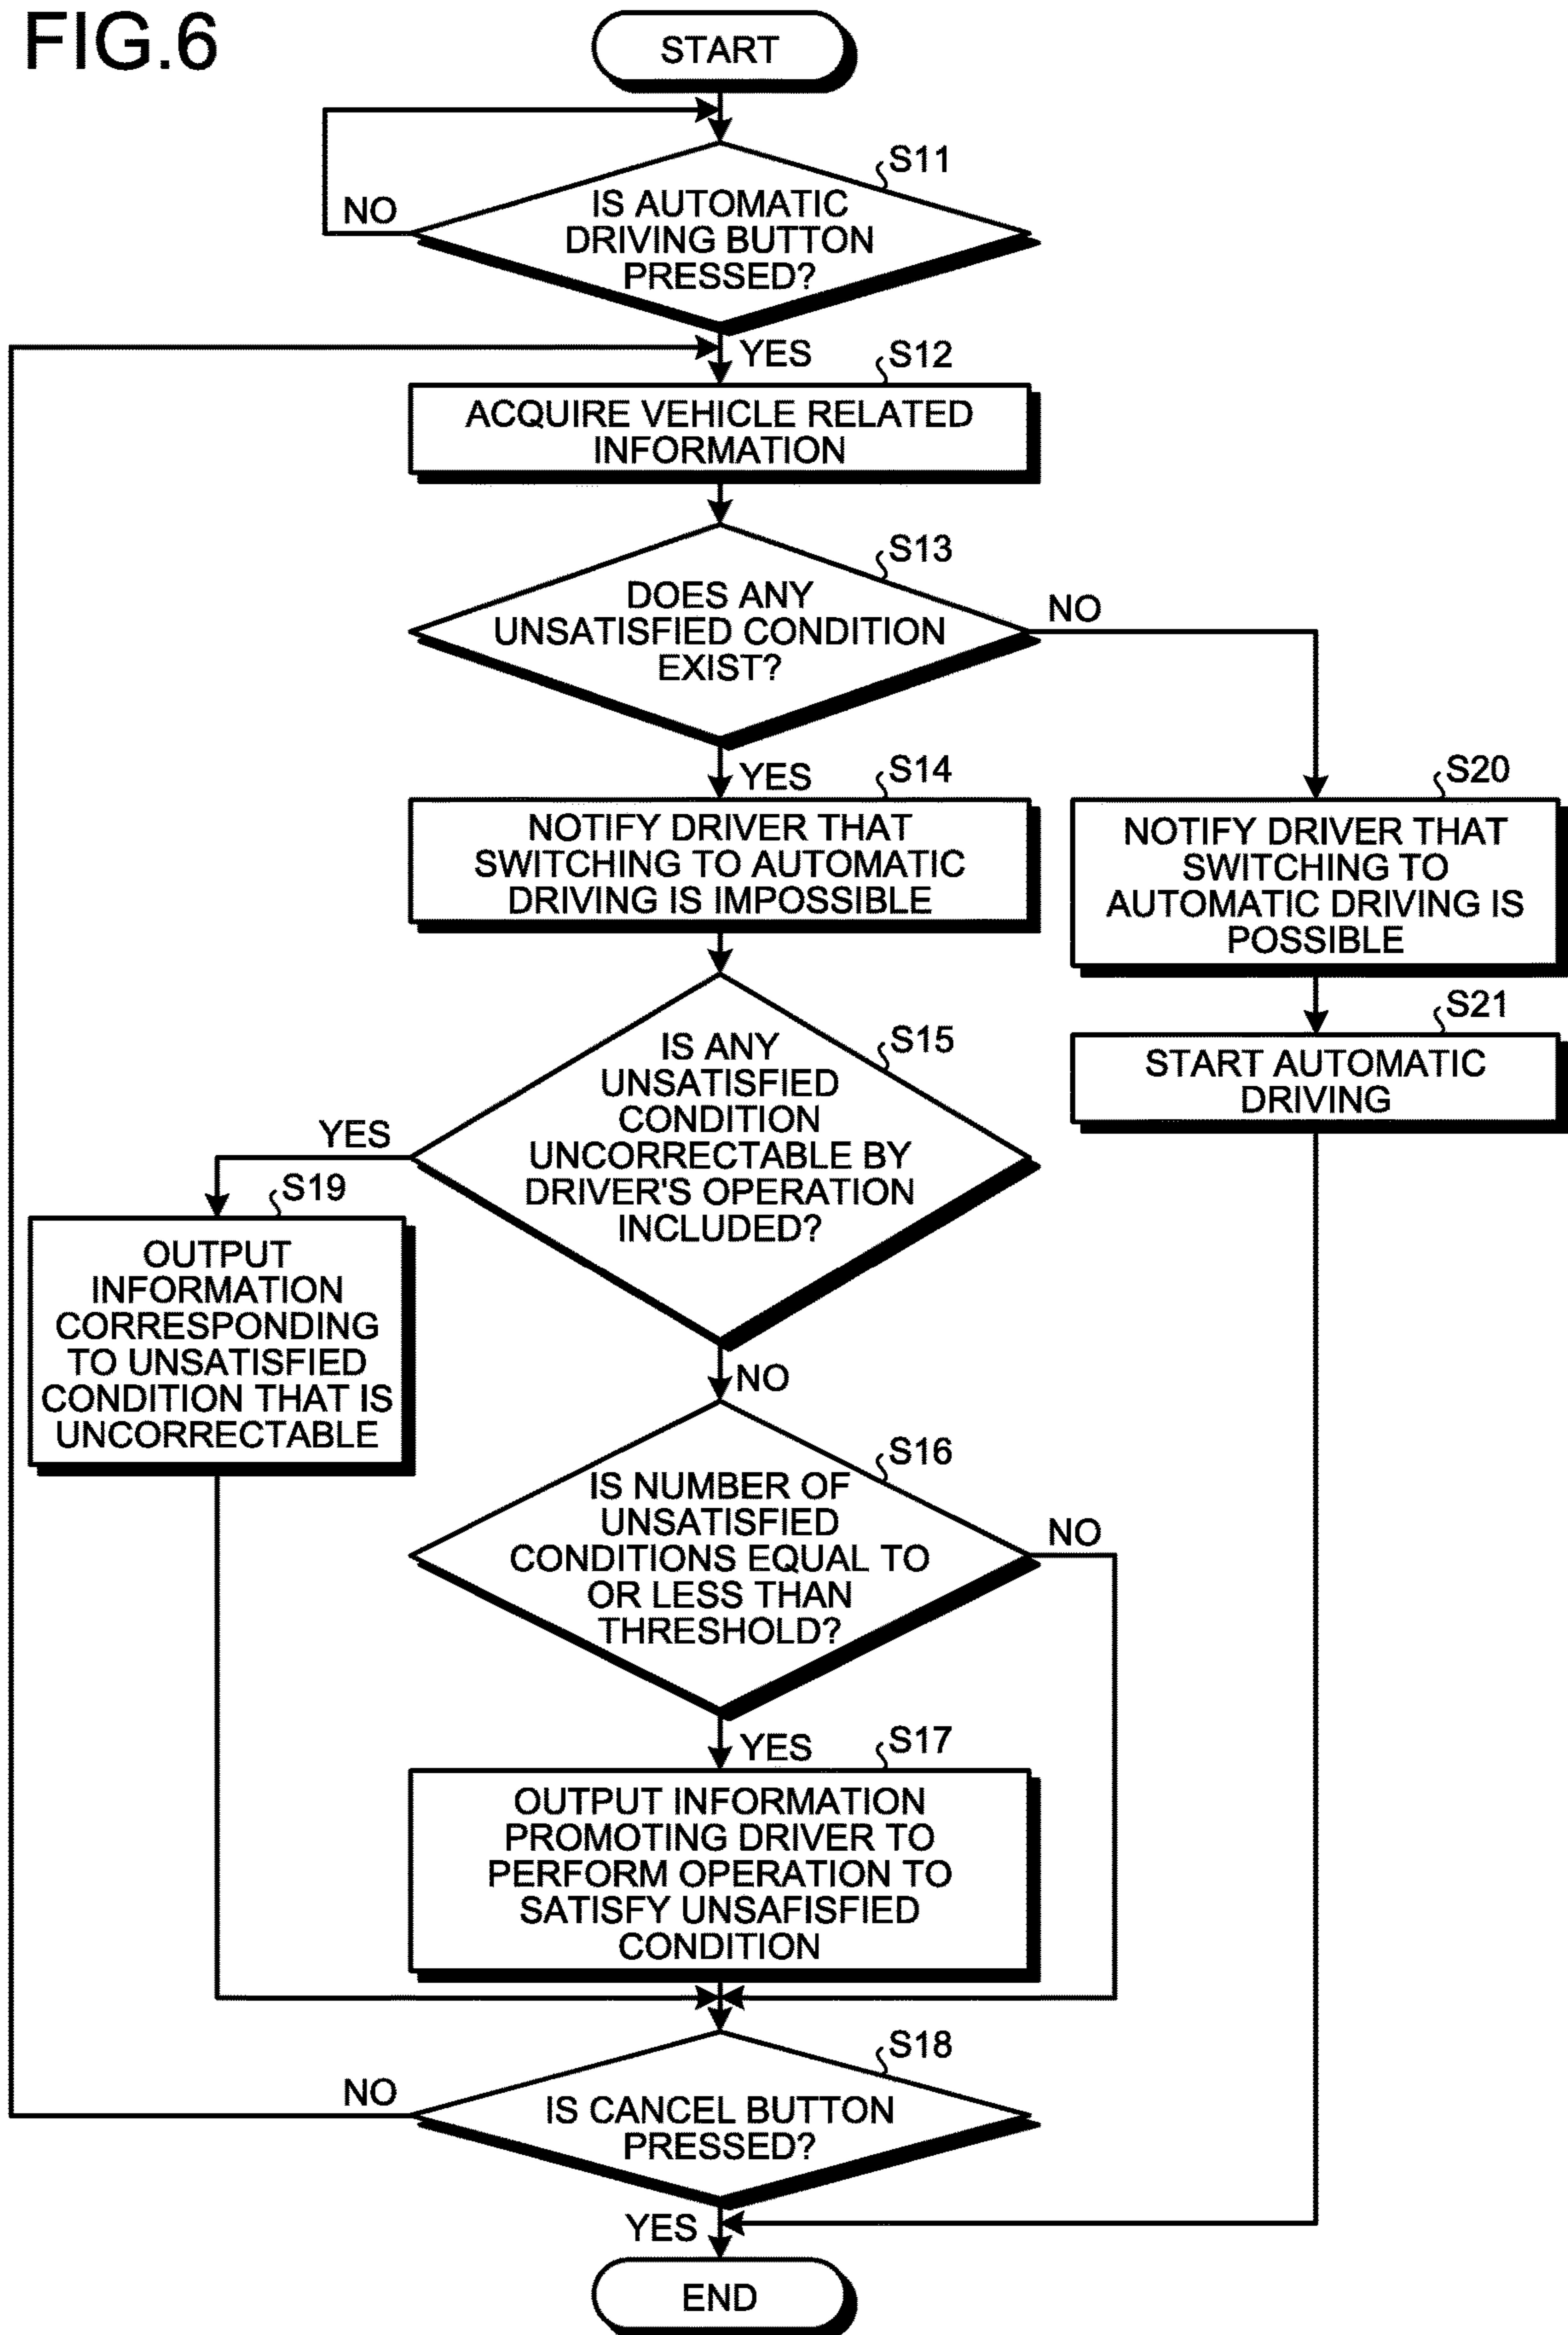 FIG.6
START
S11
IS AUTOMATIC
DRIVING BUTTON
PRESSED?
NO
YES
S12
ACQUIRE VEHICLE RELATED
INFORMATION
S13
DOES ANY
UNSATISFIED CONDITION
EXIST?
NO
YES
S14
NOTIFY DRIVER THAT
SWITCHING TO AUTOMATIC
DRIVING IS IMPOSSIBLE
S20
NOTIFY DRIVER THAT
SWITCHING TO
AUTOMATIC DRIVING IS
POSSIBLE
S21
START AUTOMATIC
DRIVING
S15
IS ANY
UNSATISFIED
CONDITION
UNCORRECTABLE BY
DRIVER'S OPERATION
INCLUDED?
YES
S19
OUTPUT
INFORMATION
CORRESPONDING
TO UNSATISFIED
CONDITION THAT IS
UNCORRECTABLE
NO
S16
IS NUMBER OF
UNSATISFIED
CONDITIONS EQUAL TO
OR LESS THAN
THRESHOLD?
NO
YES
S17
OUTPUT INFORMATION
PROMOTING DRIVER TO
PERFORM OPERATION TO
SATISFY UNSAFISFIED
CONDITION
S18
IS CANCEL BUTTON
PRESSED?
NO
YES
END